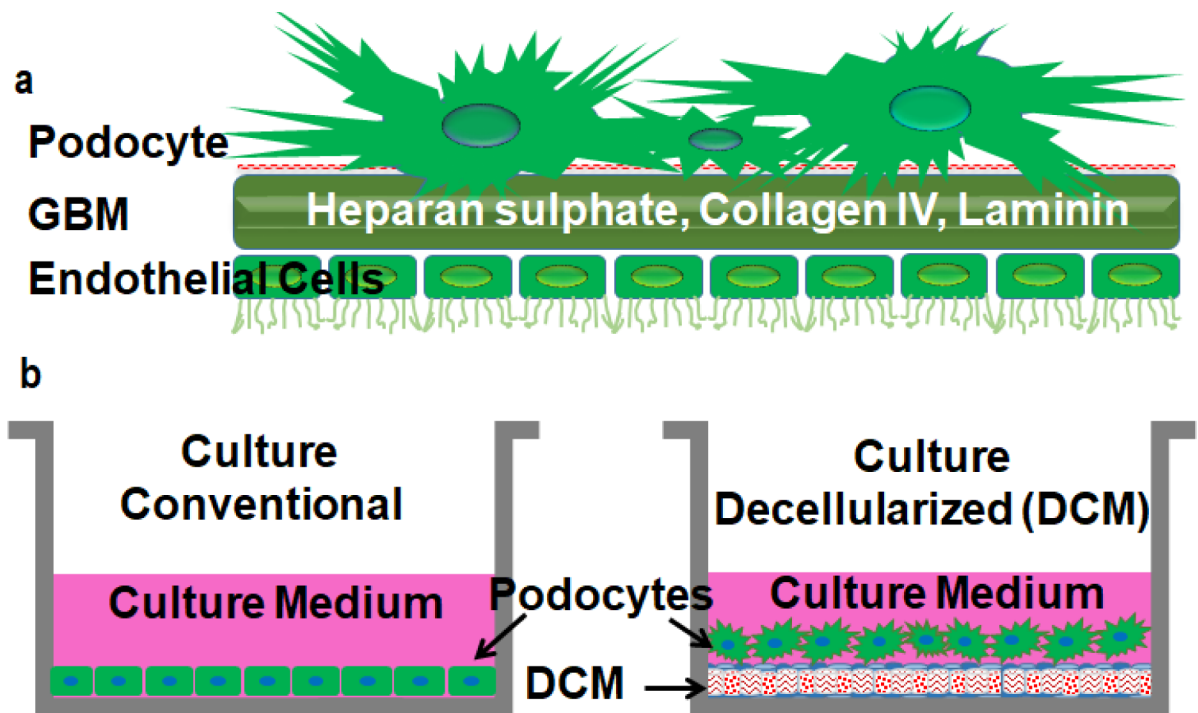 a
Podocyte
GBM
Heparan sulphate, Collagen IV, Laminin
Endothelial Cells
b
Culture
Conventional
Culture
Decellularized (DCM)
Culture Medium
Podocytes
Culture Medium
DCM